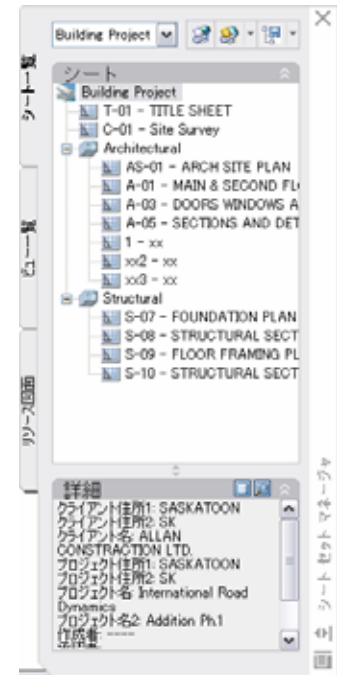 Building Project
シート一覧
ビュー一覧
リソース図面
シート
Building Project
T-01 - TITLE SHEET
C-01 - Site Survey
Architectural
AS-01 - ARCH SITE PLAN
A-01 - MAIN & SECOND FL
A-03 - DOORS WINDOWS A
A-05 - SECTIONS AND DET
1 - xx
xx2 - xx
xx3 - xx
Structural
S-07 - FOUNDATION PLAN
S-08 - STRUCTURAL SECT
S-09 - FLOOR FRAMING PL
S-10 - STRUCTURAL SECT
詳細
クライアント住所1: SASKATOON
クライアント住所2: SK
クライアント名: ALLAN
CONSTRACTION LTD.
プロジェクト住所1: SASKATOON
プロジェクト住所2: SK
プロジェクト名: International Road
Dynamics
プロジェクト名2: Addition Ph.1
作成者: ----
シート セット マネージャ